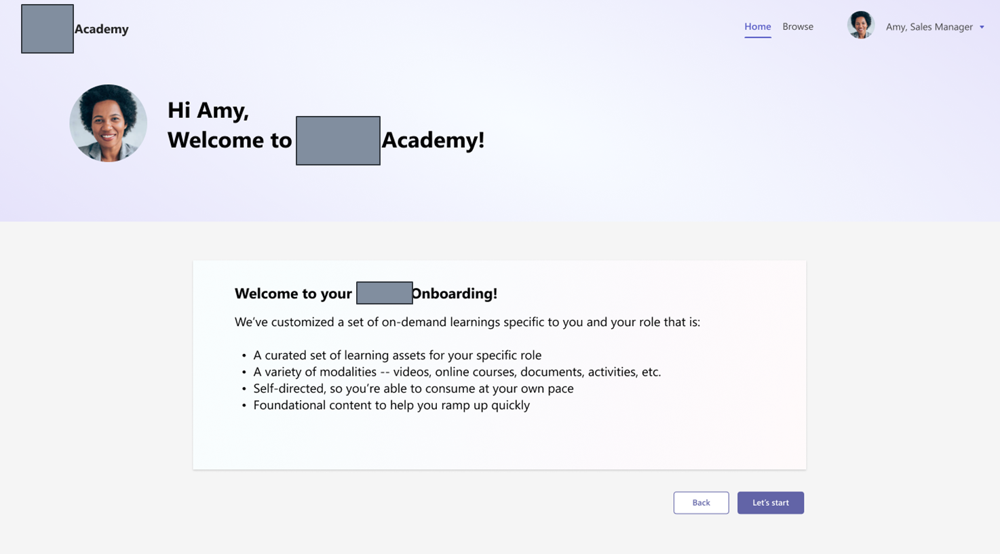 Academy
Home Browse Amy, Sales Manager
Hi Amy,
Welcome to Academy!
Welcome to your Onboarding!
We’ve customized a set of on-demand learnings specific to you and your role that is:
• A curated set of learning assets for your specific role
• A variety of modalities -- videos, online courses, documents, activities, etc.
• Self-directed, so you’re able to consume at your own pace
• Foundational content to help you ramp up quickly
Back Let’s start